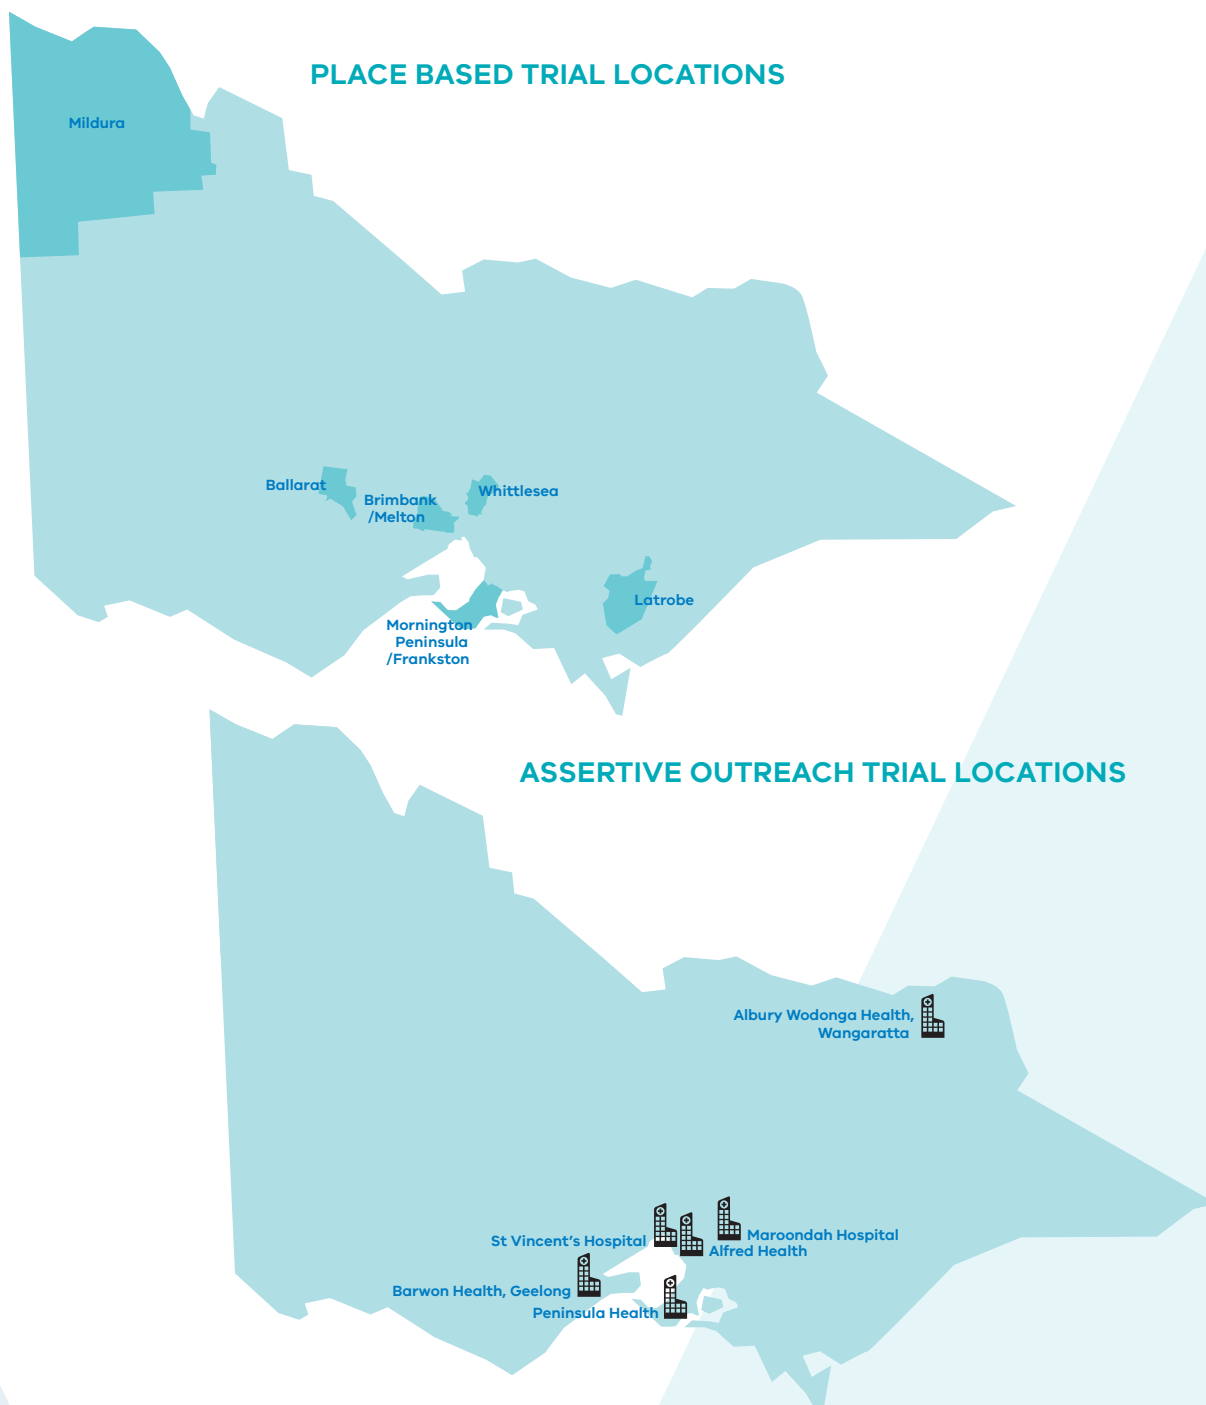 PLACE BASED TRIAL LOCATIONS
Mildura
Ballarat
Brimbank
/Melton
Whittlesea
Latrobe
Mornington
Peninsula
/Frankston
ASSERTIVE OUTREACH TRIAL LOCATIONS
Albury Wodonga Health,
Wangaratta
St Vincent's Hospital
Maroondah Hospital
Alfred Health
Barwon Health, Geelong
Peninsula Health